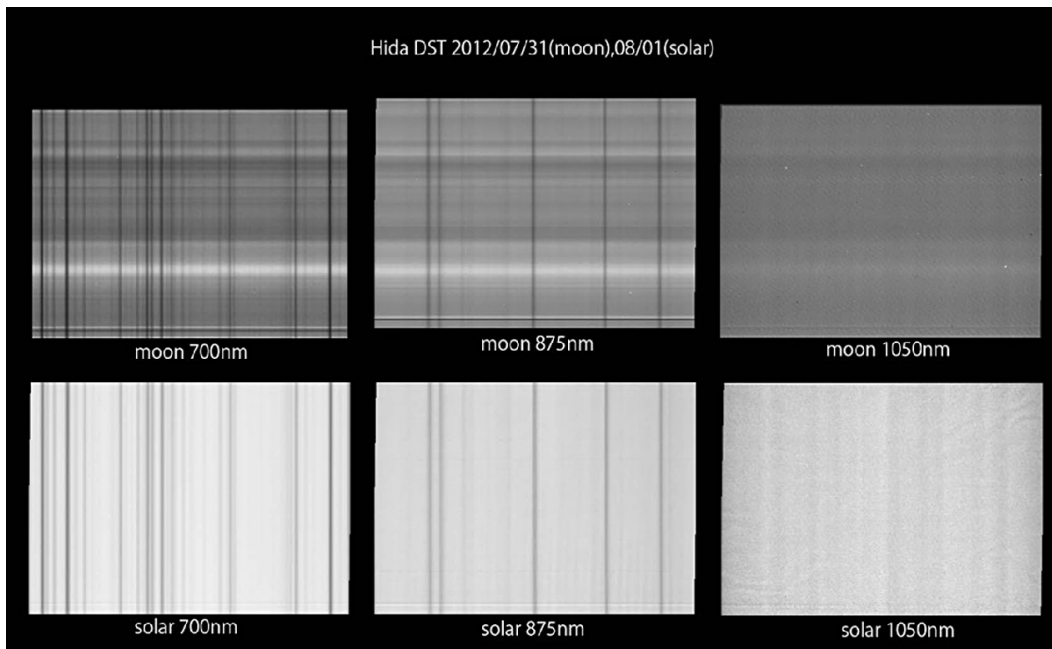 Hida DST 2012/07/31(moon),08/01(solar)
moon 700nm
moon 875nm
moon 1050nm
solar 700nm
solar 875nm
solar 1050nm